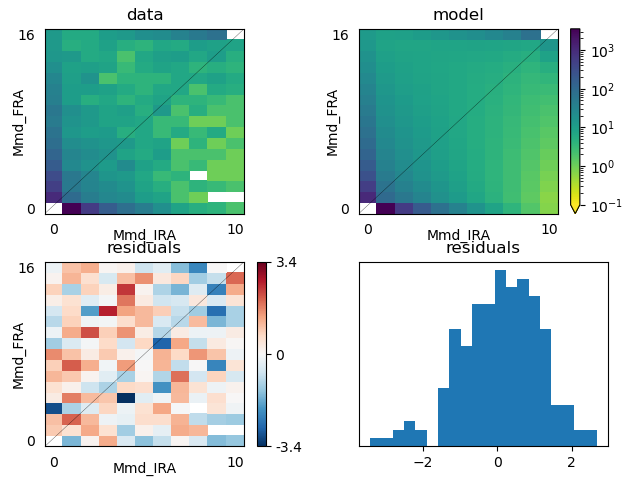 data
16
Mmd_FRA
0
0
Mmd_IRA
10
model
16
Mmd_FRA
0
0
Mmd_IRA
10
10³
10²
10¹
10⁰
10⁻¹
residuals
16
Mmd_FRA
0
0
Mmd_IRA
10
3.4
0
-3.4
residuals
−2
0
2